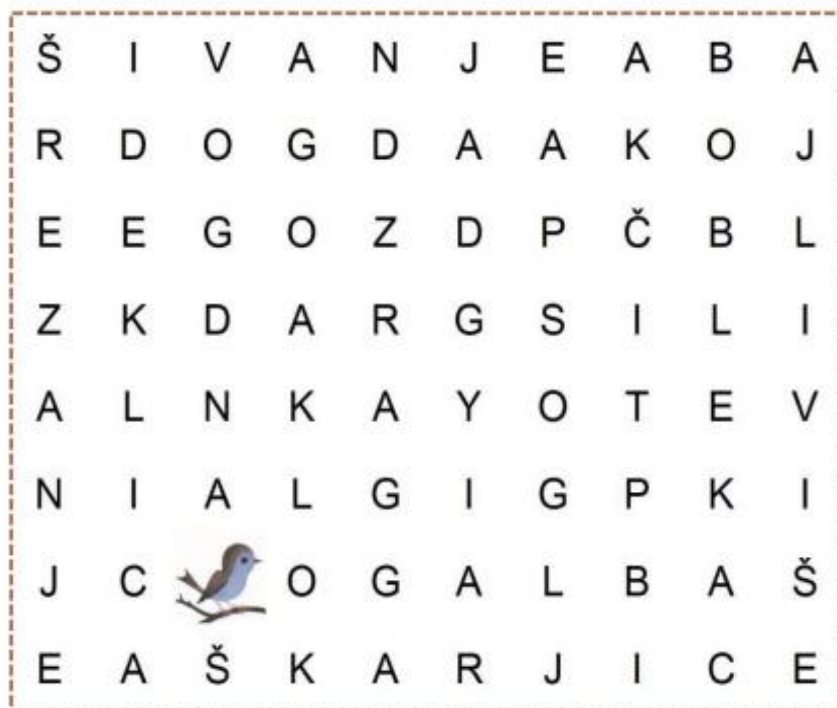 Š I V A N J E A B A
R D O G D A A K O J
E E G O Z D P Č B L
Z K D A R G S I L I
A L N K A Y O T E V
N I A L G I G P K I
J C O G A L B A Š
E A Š K A R J I C E